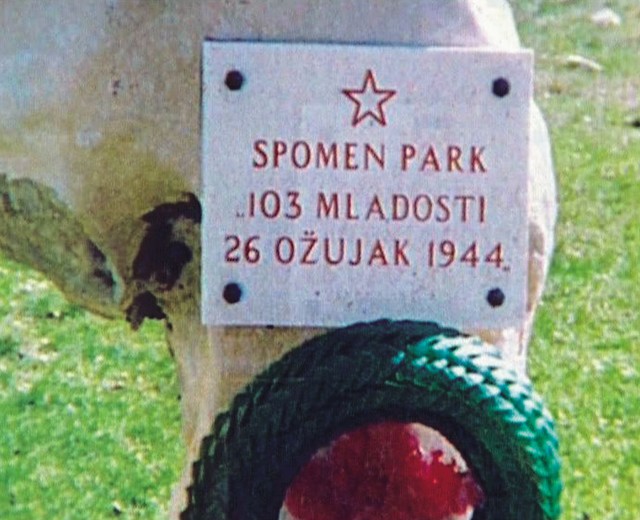 SPOMEN PARK
„103 MLADOSTI
26 OŽUJAK 1944„